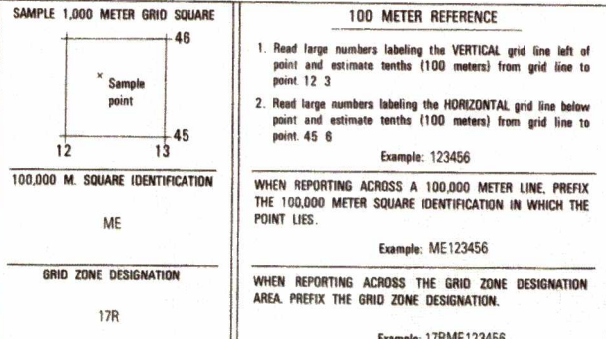 SAMPLE 1,000 METER GRID SQUARE
46
× Sample
point
45
12
13
100,000 M. SQUARE IDENTIFICATION
ME
GRID ZONE DESIGNATION
17R
100 METER REFERENCE
1. Read large numbers labeling the VERTICAL grid line left of
point and estimate tenths (100 meters) from grid line to
point. 12 3
2. Read large numbers labeling the HORIZONTAL grid line below
point and estimate tenths (100 meters) from grid line to
point. 45 6
Example: 123456
WHEN REPORTING ACROSS A 100,000 METER LINE, PREFIX
THE 100,000 METER SQUARE IDENTIFICATION IN WHICH THE
POINT LIES.
Example: ME123456
WHEN REPORTING ACROSS THE GRID ZONE DESIGNATION
AREA, PREFIX THE GRID ZONE DESIGNATION.
Example: 17RME123456